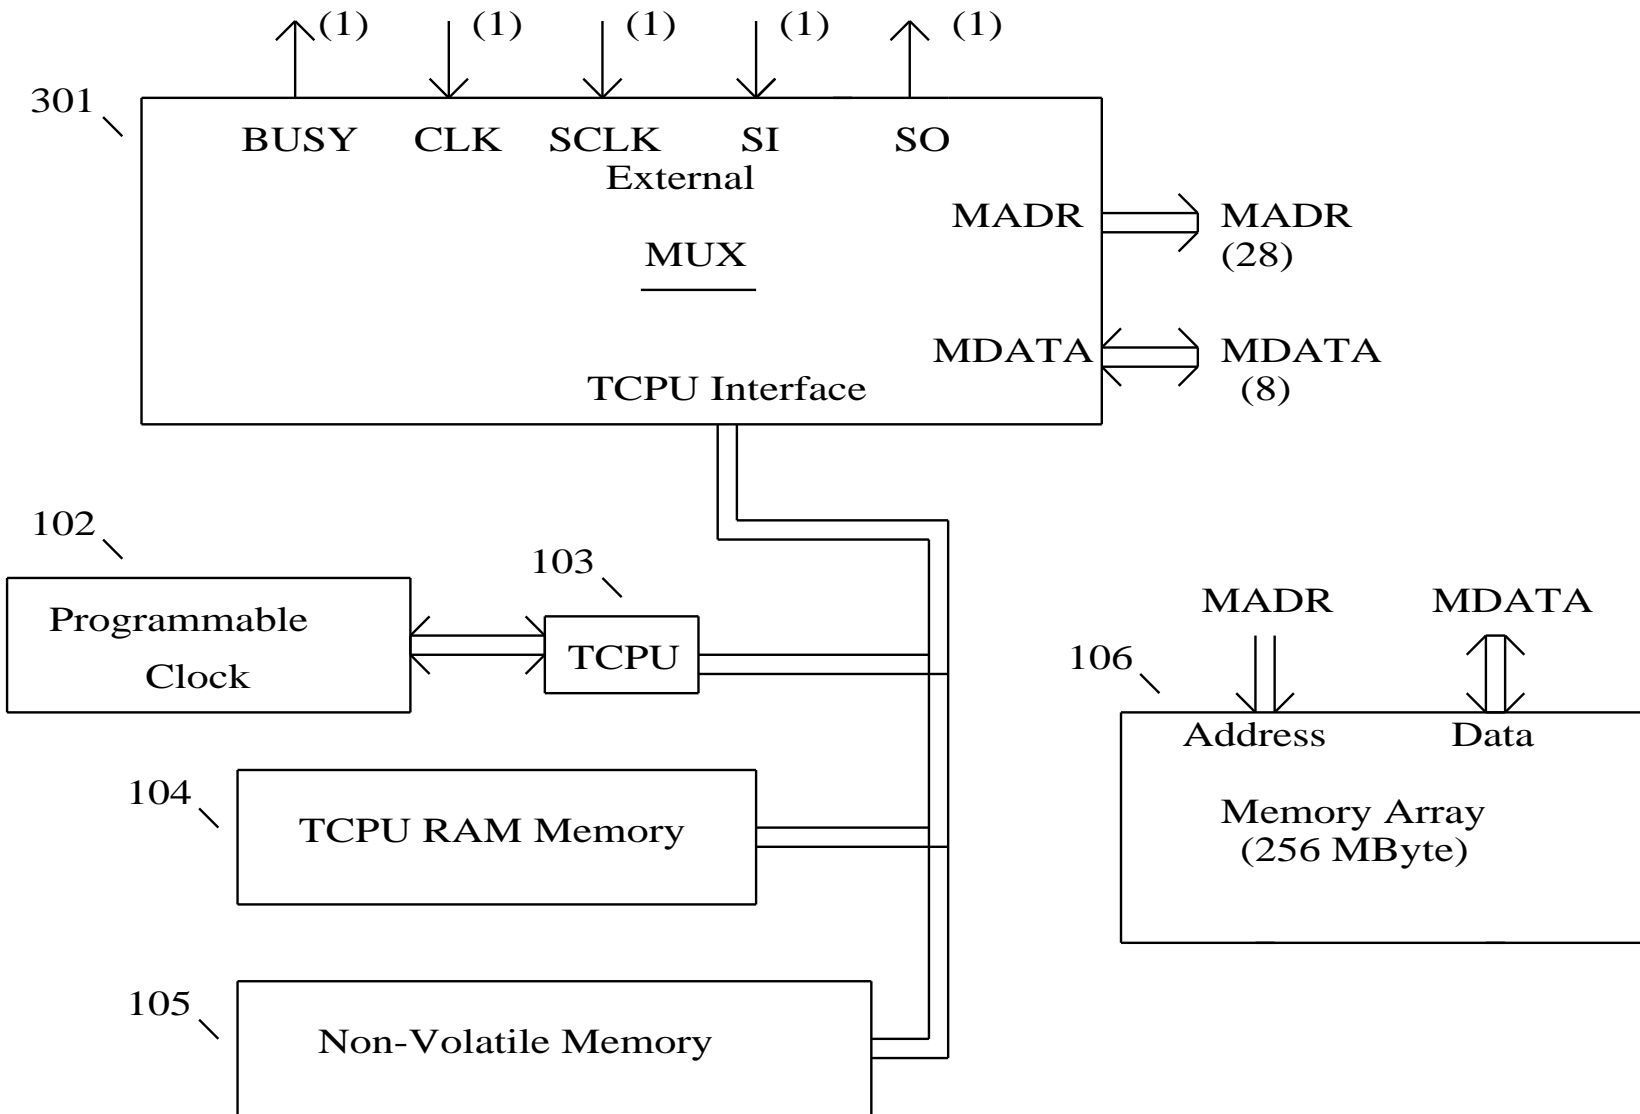 (1) (1) (1) (1) (1)
301
BUSY CLK SCLK SI SO
External
MADR MADR
(28)
MUX
MDATA MDATA
(8)
TCPU Interface
102
103
Programmable
Clock
TCPU
MADR MDATA
106
Address Data
104
TCPU RAM Memory
Memory Array
(256 MByte)
105
Non-Volatile Memory